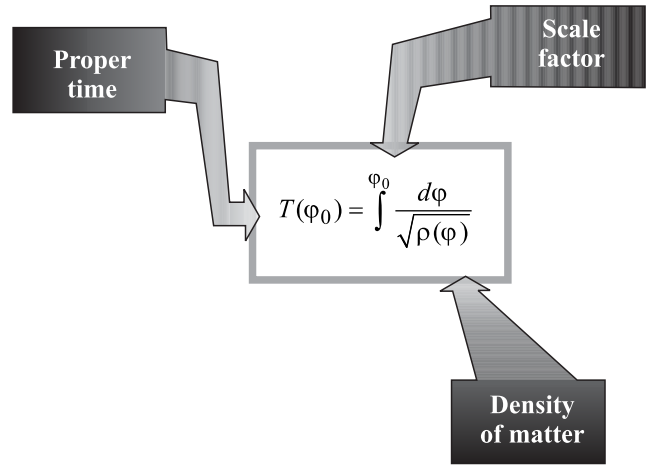 Proper
time
Scale
factor
T(φ₀) = ∫^φ₀ dφ / √ρ(φ)
Density
of matter